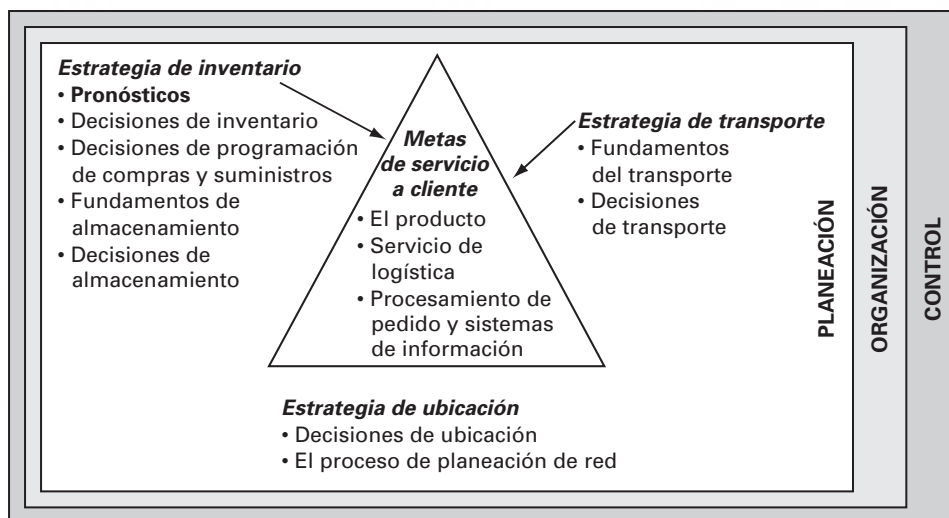 Estrategia de inventario
• Pronósticos
• Decisiones de inventario
• Decisiones de programación
de compras y suministros
• Fundamentos de
almacenamiento
• Decisiones de
almacenamiento
Metas
de servicio
a cliente
• El producto
• Servicio de
logística
• Procesamiento de
pedido y sistemas
de información
Estrategia de transporte
• Fundamentos
del transporte
• Decisiones
de transporte
Estrategia de ubicación
• Decisiones de ubicación
• El proceso de planeación de red
PLANEACIÓN
ORGANIZACIÓN
CONTROL